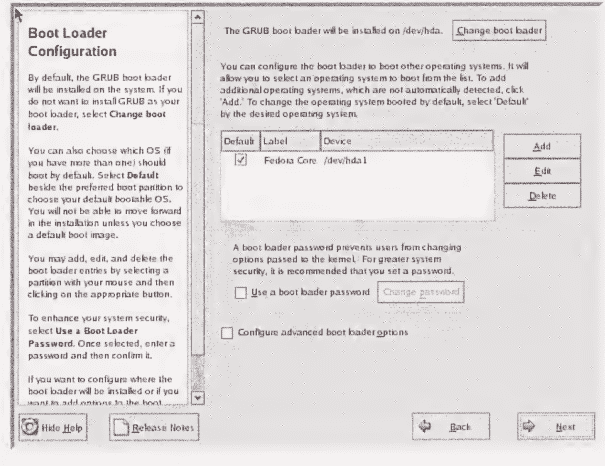 Boot Loader
Configuration
By default, the GRUB boot loader
will be installed on the system. If you
do not want to install GRUB as your
boot loader, select Change boot
loader.
You can also choose which OS (if
you have more than one) should
boot by default. Select Default
beside the preferred boot partition to
choose your default bootable OS.
You will not be able to move forward
in the installation unless you choose
a default boot image.
You may add, edit, and delete the
boot loader entries by selecting a
partition with your mouse and then
clicking on the appropriate button.
To enhance your system security,
select Use a Boot Loader
Password. Once selected, enter a
password and then confirm it.
If you want to configure where the
boot loader will be installed or if you
want to add options to the boot
The GRUB boot loader will be installed on /dev/hda. Change boot loader
You can configure the boot loader to boot other operating systems. It will
allow you to select an operating system to boot from the list. To add
additional operating systems, which are not automatically detected, click
'Add.' To change the operating system booted by default, select 'Default'
by the desired operating system.
Default Label Device
Fedora Core /dev/hda1
Add
Edit
Delete
A boot loader password prevents users from changing
options passed to the kernel. For greater system
security, it is recommended that you set a password.
Use a boot loader password Change password
Configure advanced boot loader options
Hide Help Release Notes Back Next